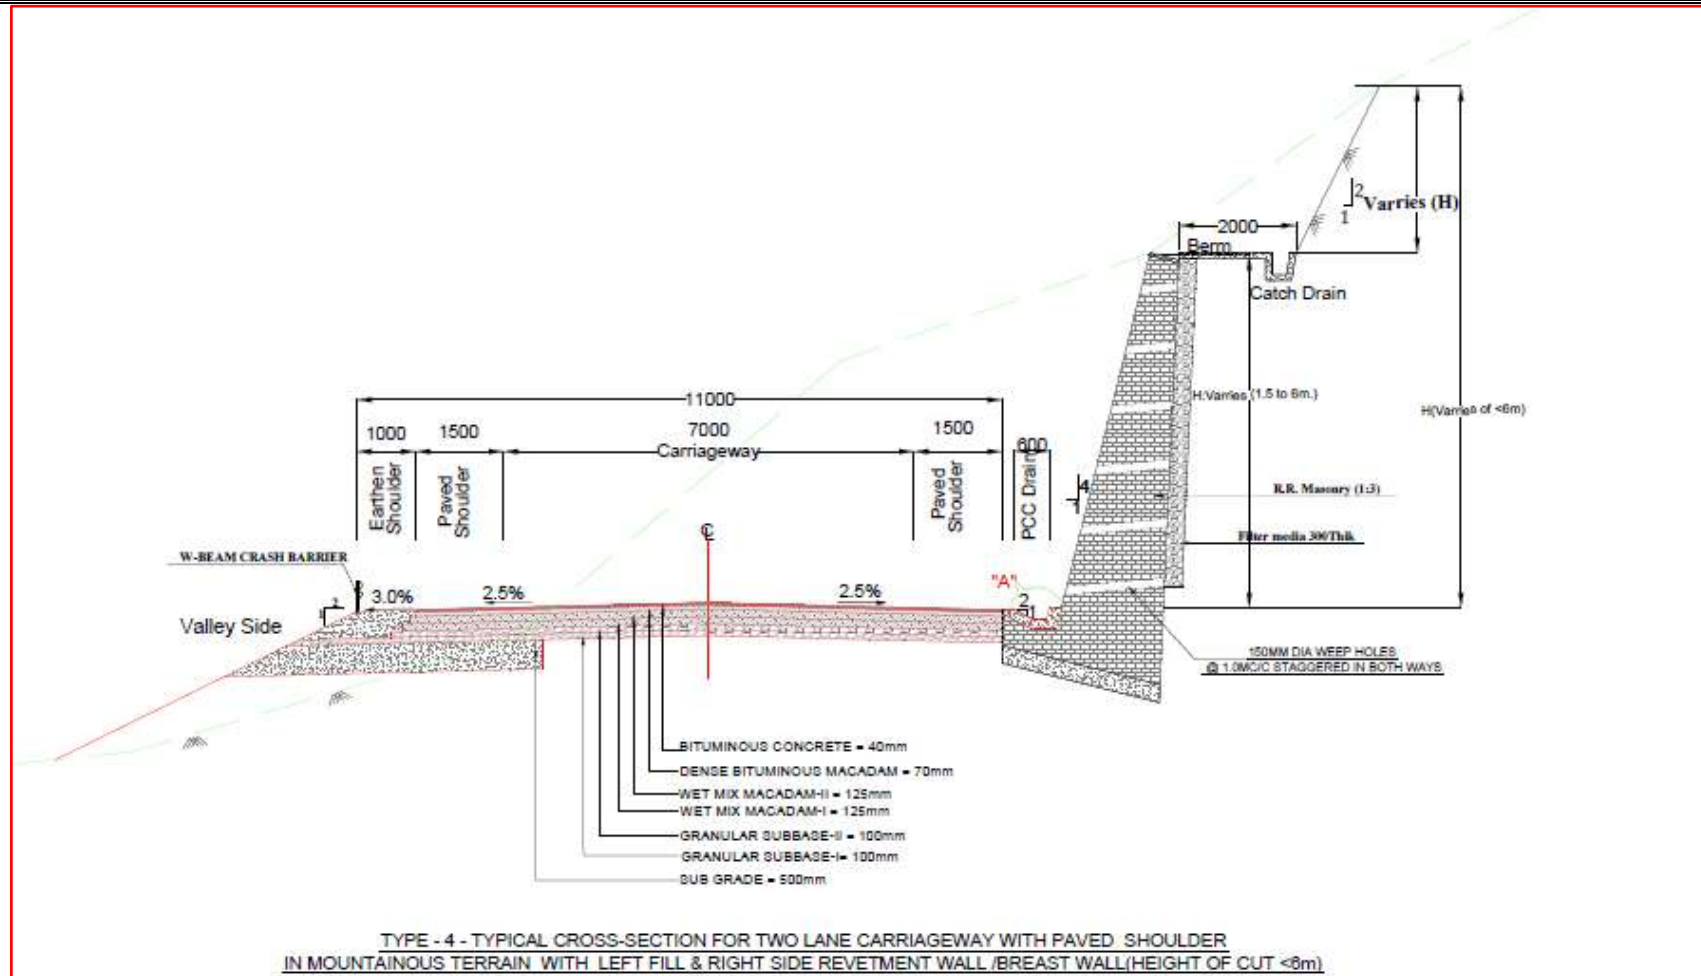 2
Varries (H)
1
2000
Berm
Catch Drain
11000
H:Varries (1.5 to 6m.)
H(Varries of <6m)
1000
1500
7000
1500
600
Carriageway
Earthen
Shoulder
Paved
Shoulder
Paved
Shoulder
PCC Drain
4
1
R.R. Masonry (1:3)
Filter media 300Thik
W-BEAM CRASH BARRIER
CL
"A"
3.0%
2.5%
2.5%
2
1
2
1
Valley Side
150MM DIA WEEP HOLES
@ 1.0MC/C STAGGERED IN BOTH WAYS
BITUMINOUS CONCRETE = 40mm
DENSE BITUMINOUS MACADAM = 70mm
WET MIX MACADAM-II = 125mm
WET MIX MACADAM-I = 125mm
GRANULAR SUBBASE-II = 100mm
GRANULAR SUBBASE-I= 100mm
SUB GRADE = 500mm
TYPE - 4 - TYPICAL CROSS-SECTION FOR TWO LANE CARRIAGEWAY WITH PAVED SHOULDER
IN MOUNTAINOUS TERRAIN WITH LEFT FILL & RIGHT SIDE REVETMENT WALL /BREAST WALL(HEIGHT OF CUT <6m)